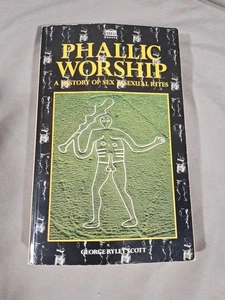 PHALLIC
WORSHIP
A HISTORY OF SEX & SEXUAL RITES
GEORGE RYLEY SCOTT